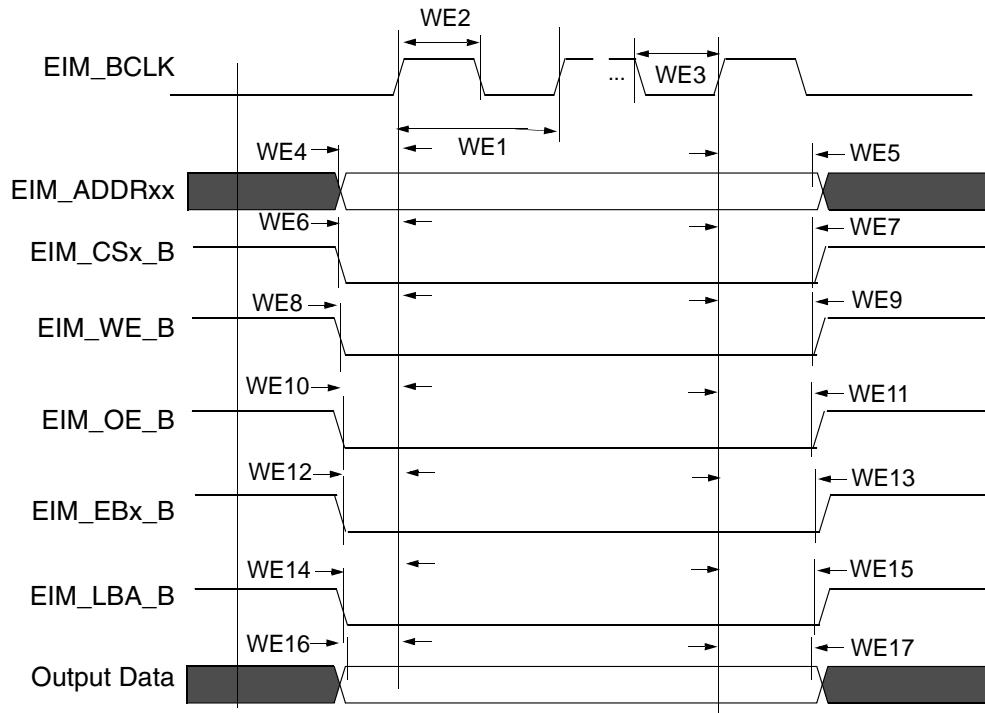 WE2
EIM_BCLK
...
WE3
WE1
WE4
WE5
EIM_ADDRxx
WE6
WE7
EIM_CSx_B
WE8
WE9
EIM_WE_B
WE10
WE11
EIM_OE_B
WE12
WE13
EIM_EBx_B
WE14
WE15
EIM_LBA_B
WE16
WE17
Output Data